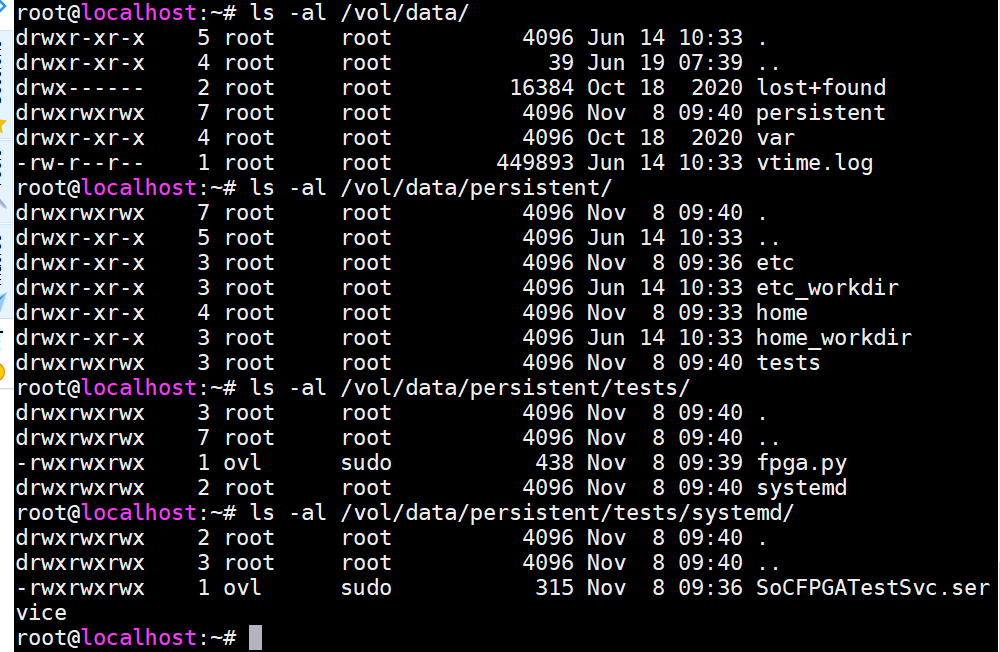 root@localhost:~# ls -al /vol/data/
drwxr-xr-x    5 root     root          4096 Jun 14 10:33 .
drwxr-xr-x    4 root     root            39 Jun 19 07:39 ..
drwx------    2 root     root         16384 Oct 18  2020 lost+found
drwxrwxrwx    7 root     root          4096 Nov  8 09:40 persistent
drwxr-xr-x    4 root     root          4096 Oct 18  2020 var
-rw-r--r--    1 root     root        449893 Jun 14 10:33 vtime.log
root@localhost:~# ls -al /vol/data/persistent/
drwxrwxrwx    7 root     root          4096 Nov  8 09:40 .
drwxr-xr-x    5 root     root          4096 Jun 14 10:33 ..
drwxr-xr-x    3 root     root          4096 Nov  8 09:36 etc
drwxr-xr-x    3 root     root          4096 Jun 14 10:33 etc_workdir
drwxr-xr-x    4 root     root          4096 Nov  8 09:33 home
drwxr-xr-x    3 root     root          4096 Jun 14 10:33 home_workdir
drwxrwxrwx    3 root     root          4096 Nov  8 09:40 tests
root@localhost:~# ls -al /vol/data/persistent/tests/
drwxrwxrwx    3 root     root          4096 Nov  8 09:40 .
drwxrwxrwx    7 root     root          4096 Nov  8 09:40 ..
-rwxrwxrwx    1 ovl      sudo           438 Nov  8 09:39 fpga.py
drwxrwxrwx    2 root     root          4096 Nov  8 09:40 systemd
root@localhost:~# ls -al /vol/data/persistent/tests/systemd/
drwxrwxrwx    2 root     root          4096 Nov  8 09:40 .
drwxrwxrwx    3 root     root          4096 Nov  8 09:40 ..
-rwxrwxrwx    1 ovl      sudo           315 Nov  8 09:36 SoCFPGATestSvc.ser
vice
root@localhost:~#